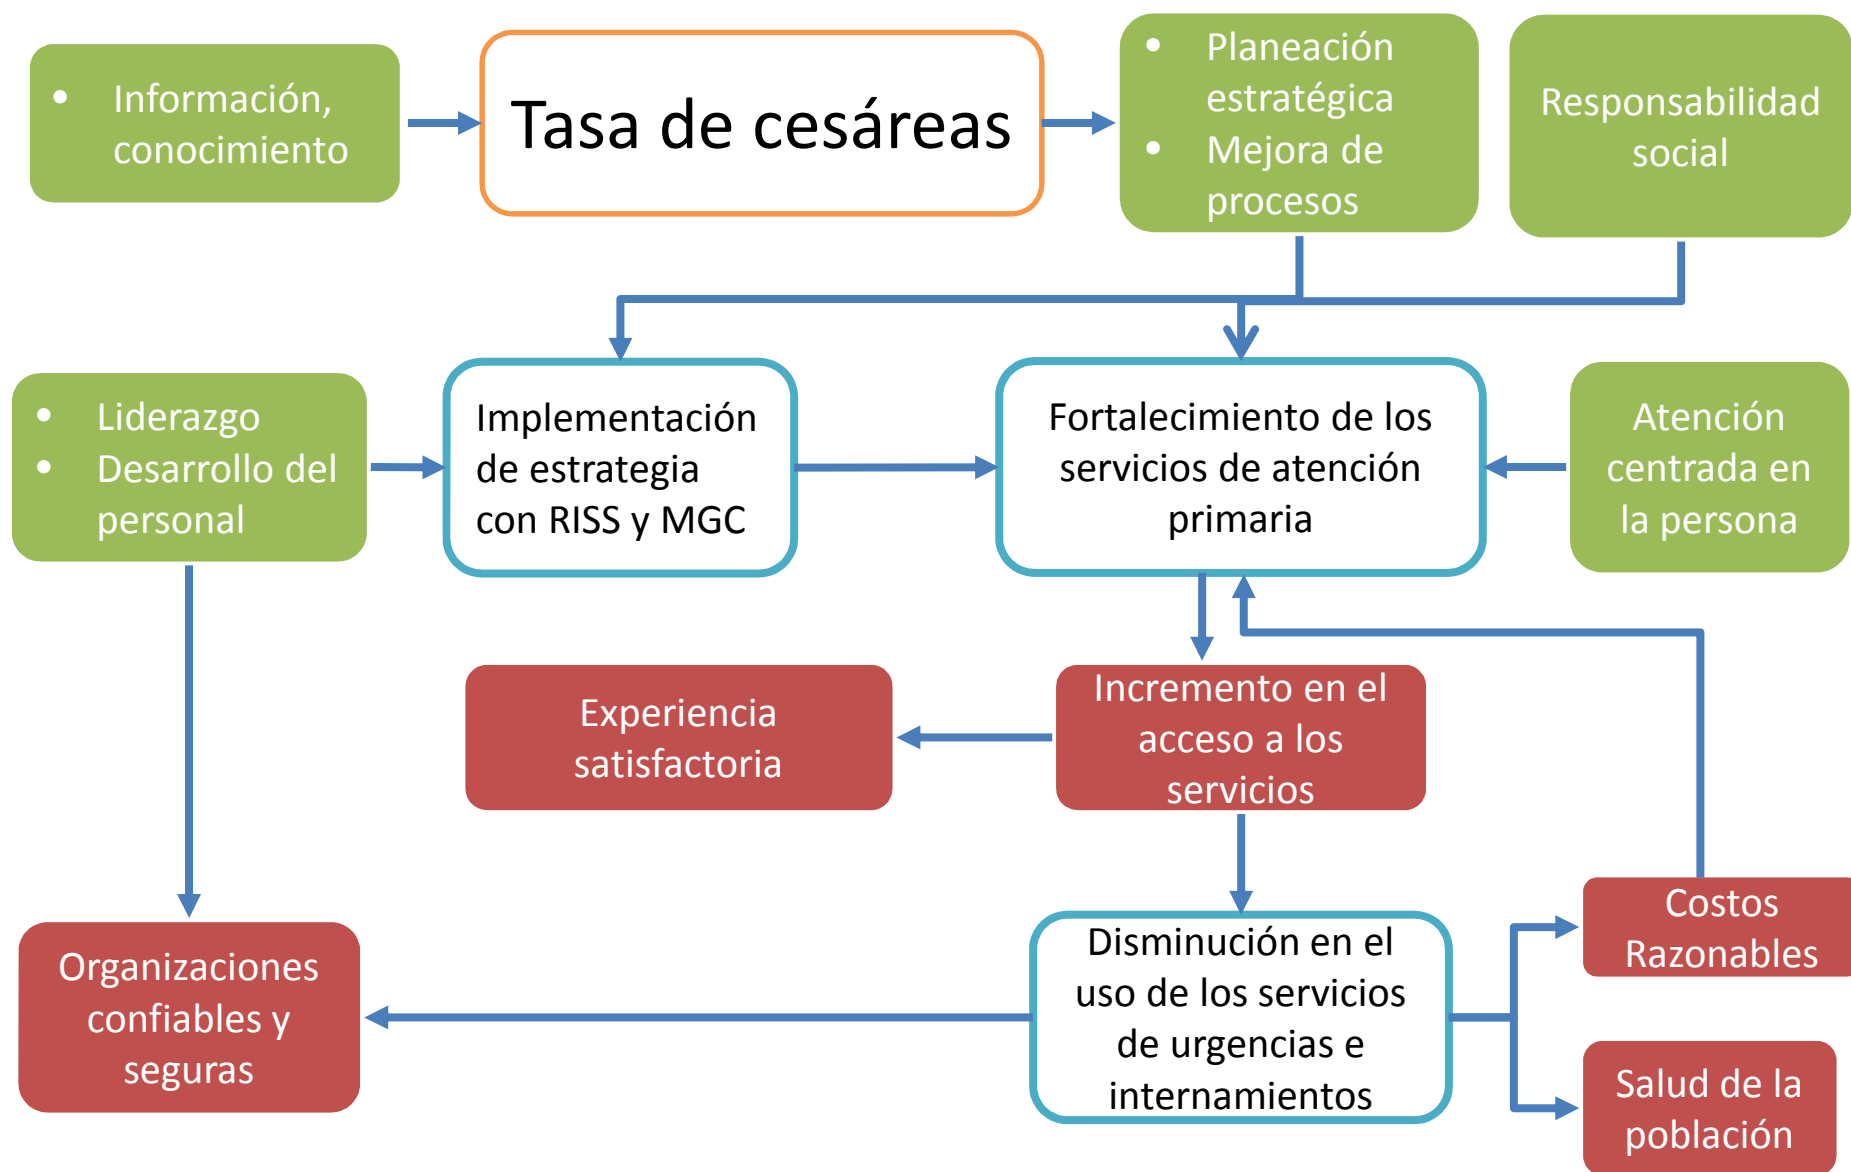 • Información,
conocimiento
Tasa de cesáreas
• Planeación
estratégica
• Mejora de
procesos
Responsabilidad
social
• Liderazgo
• Desarrollo del
personal
Implementación
de estrategia
con RISS y MGC
Fortalecimiento de los
servicios de atención
primaria
Atención
centrada en
la persona
Experiencia
satisfactoria
Incremento en el
acceso a los
servicios
Organizaciones
confiables y
seguras
Disminución en el
uso de los servicios
de urgencias e
internamientos
Costos
Razonables
Salud de la
población